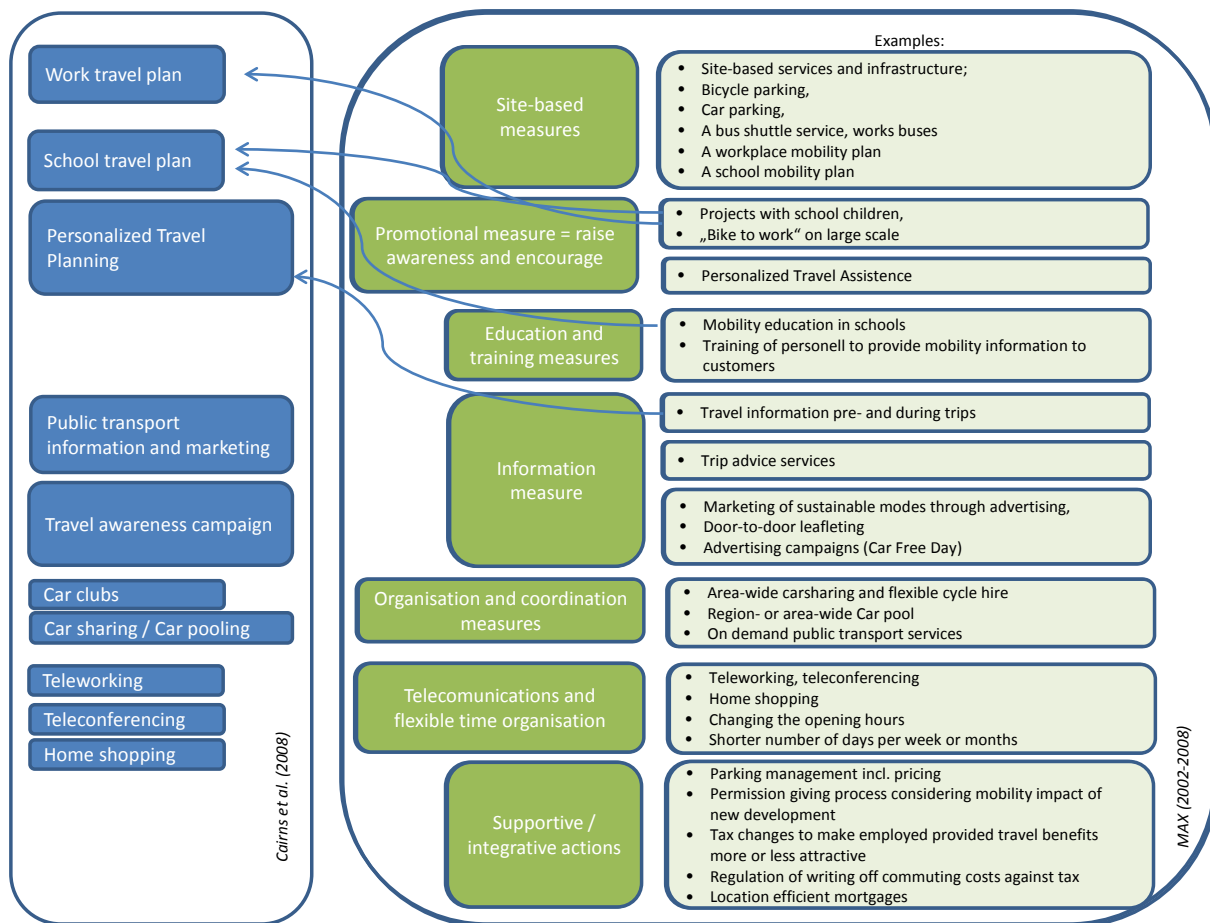 Work travel plan
School travel plan
Personalized Travel
Planning
Public transport
information and marketing
Travel awareness campaign
Car clubs
Car sharing / Car pooling
Teleworking
Teleconferencing
Home shopping
Cairns et al. (2008)
Examples:
Site-based
measures
• Site-based services and infrastructure;
• Bicycle parking,
• Car parking,
• A bus shuttle service, works buses
• A workplace mobility plan
• A school mobility plan
Promotional measure = raise
awareness and encourage
• Projects with school children,
• „Bike to work“ on large scale
• Personalized Travel Assistence
Education and
training measures
• Mobility education in schools
• Training of personell to provide mobility information to
customers
Information
measure
• Travel information pre- and during trips
• Trip advice services
• Marketing of sustainable modes through advertising,
• Door-to-door leafleting
• Advertising campaigns (Car Free Day)
Organisation and coordination
measures
• Area-wide carsharing and flexible cycle hire
• Region- or area-wide Car pool
• On demand public transport services
Telecomunications and
flexible time organisation
• Teleworking, teleconferencing
• Home shopping
• Changing the opening hours
• Shorter number of days per week or months
Supportive /
integrative actions
• Parking management incl. pricing
• Permission giving process considering mobility impact of
new development
• Tax changes to make employed provided travel benefits
more or less attractive
• Regulation of writing off commuting costs against tax
• Location efficient mortgages
MAX (2002-2008)